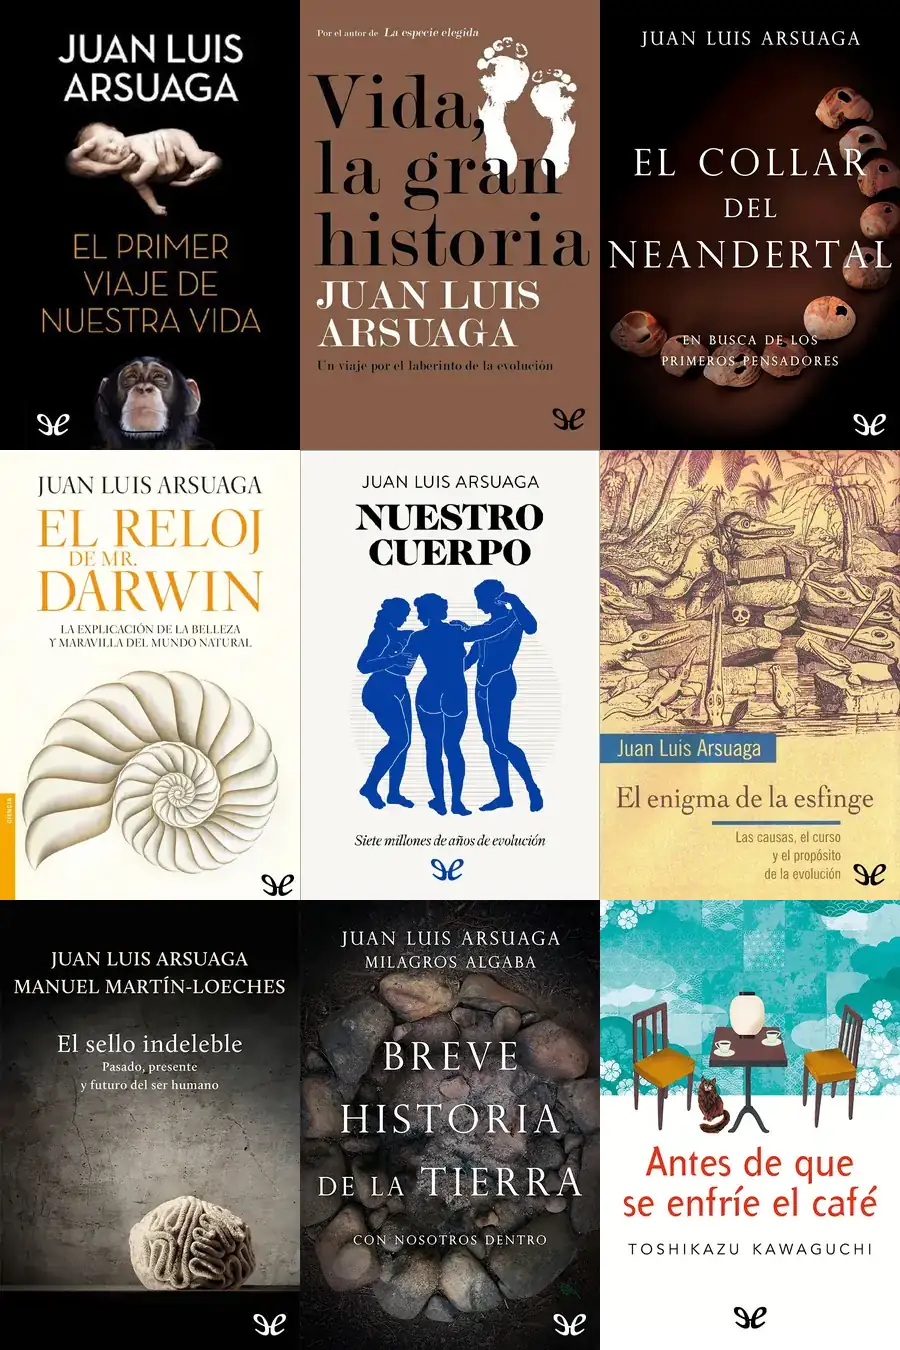 JUAN LUIS
ARSUAGA
EL PRIMER
VIAJE DE
NUESTRA VIDA
Por el autor de La especie elegida
Vida,
la gran
historia
JUAN LUIS
ARSUAGA
Un viaje por el laberinto de la evolución
JUAN LUIS ARSUAGA
EL COLLAR
DEL
NEANDERTAL
EN BUSCA DE LOS
PRIMEROS PENSADORES
JUAN LUIS ARSUAGA
EL RELOJ
DE MR.
DARWIN
LA EXPLICACIÓN DE LA BELLEZA
Y MARAVILLA DEL MUNDO NATURAL
CIENCIA
JUAN LUIS ARSUAGA
NUESTRO
CUERPO
Siete millones de años de evolución
Juan Luis Arsuaga
El enigma de la esfinge
Las causas, el curso
y el propósito
de la evolución
JUAN LUIS ARSUAGA
MANUEL MARTÍN-LOECHES
El sello indeleble
Pasado, presente
y futuro del ser humano
JUAN LUIS ARSUAGA
MILAGROS ALGABA
BREVE
HISTORIA
DE LA TIERRA
CON NOSOTROS DENTRO
Antes de que
se enfríe el café
TOSHIKAZU KAWAGUCHI